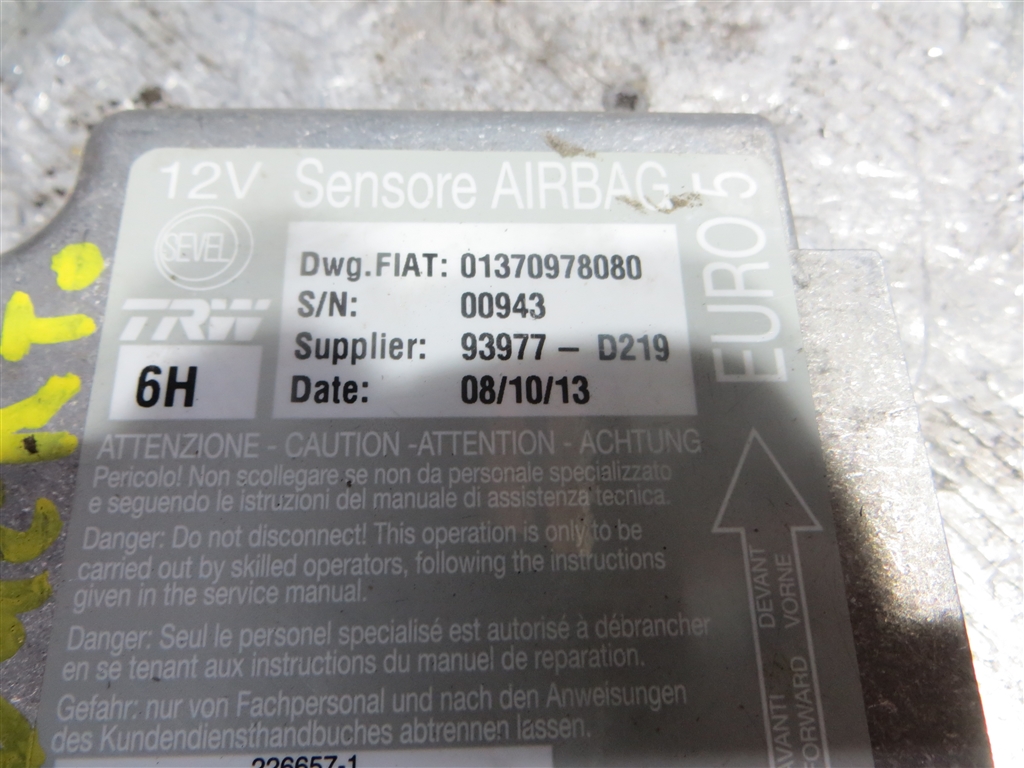 12V Sensore AIRBAG
EURO 5
SEVEL
TRW
6H
Dwg.FIAT: 01370978080
S/N: 00943
Supplier: 93977 - D219
Date: 08/10/13
ATTENZIONE - CAUTION -ATTENTION - ACHTUNG
Pericolo! Non scollegare se non da personale specializzato
e seguendo le istruzioni del manuale di assistenza tecnica.
Danger: Do not disconnect! This operation is only to be
carried out by skilled operators, following the instructions
given in the service manual.
Danger: Seul le personel specialisé est autorisé à débrancher
en se tenant aux instructions du manuel de reparation.
Gefahr: nur von Fachpersonal und nach den Anweisungen
des Kundendiensthandbuches abtrennen lassen.
226657-1
DEVANT
VORNE
AVANTI
FORWARD